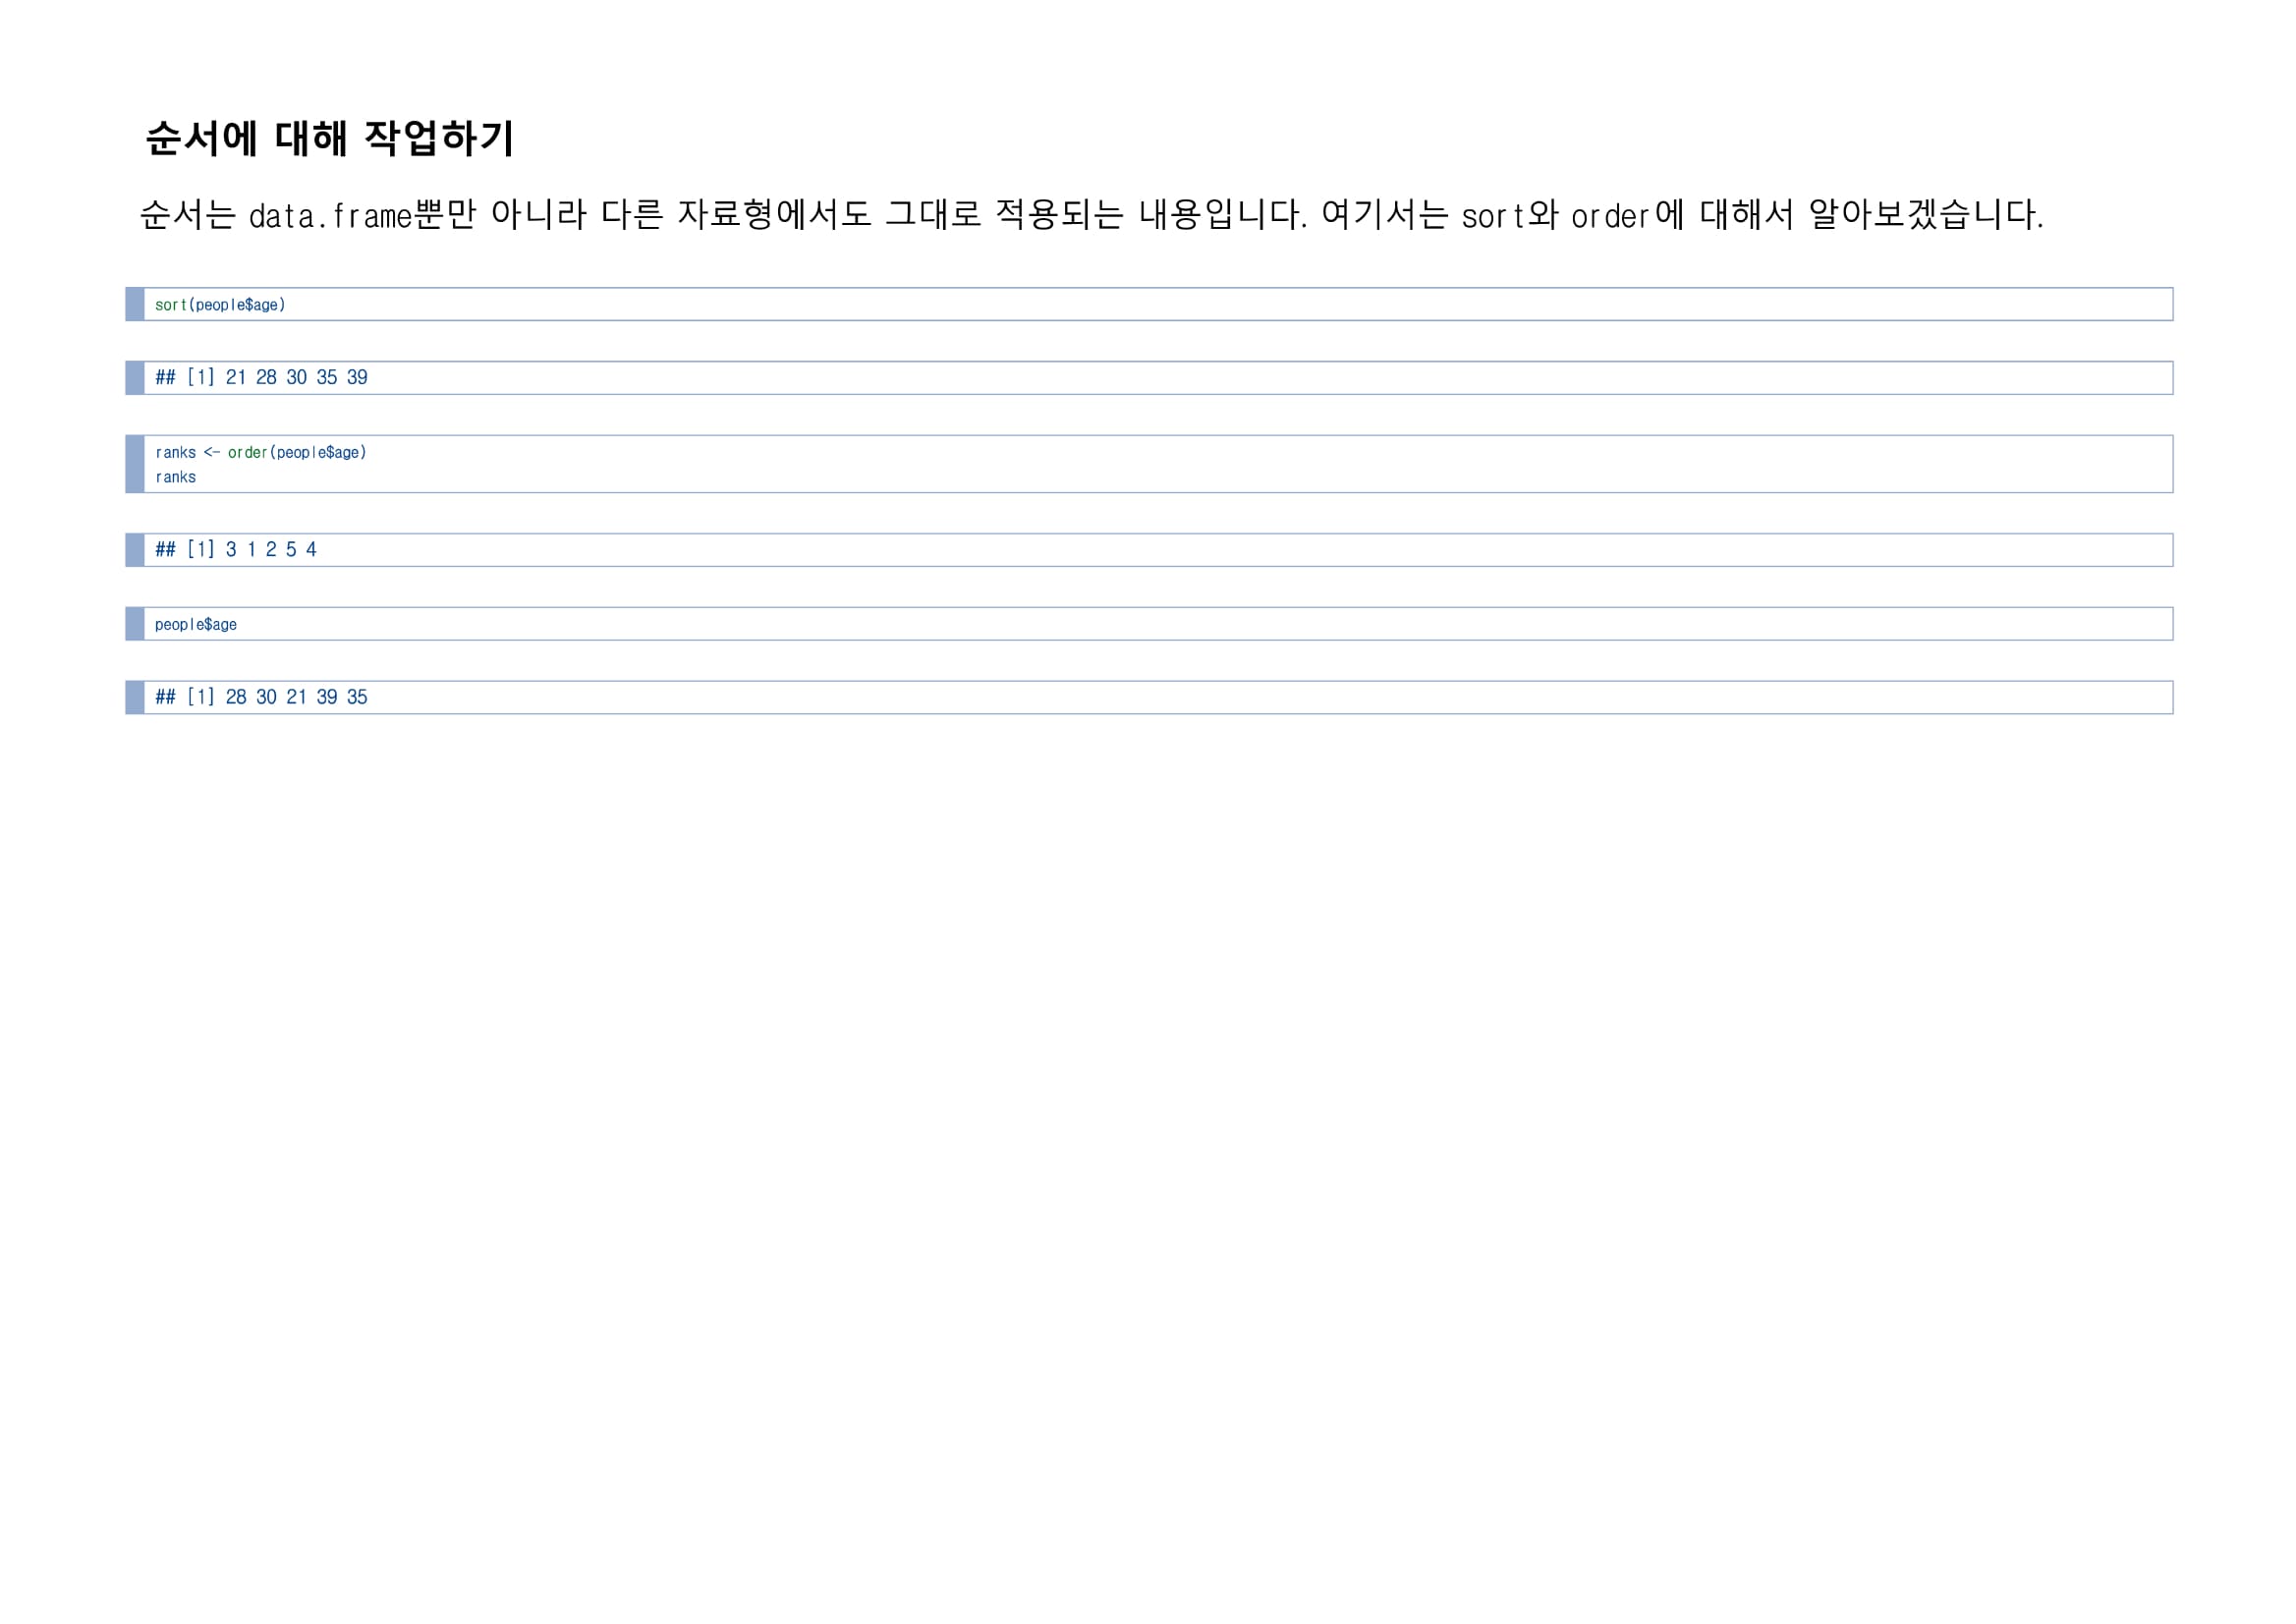 순서에 대해 작업하기
순서는 data.frame뿐만 아니라 다른 자료형에서도 그대로 적용되는 내용입니다. 여기서는 sort와 order에 대해서 알아보겠습니다.
sort(people$age)
## [1] 21 28 30 35 39
ranks <- order(people$age)
ranks
## [1] 3 1 2 5 4
people$age
## [1] 28 30 21 39 35